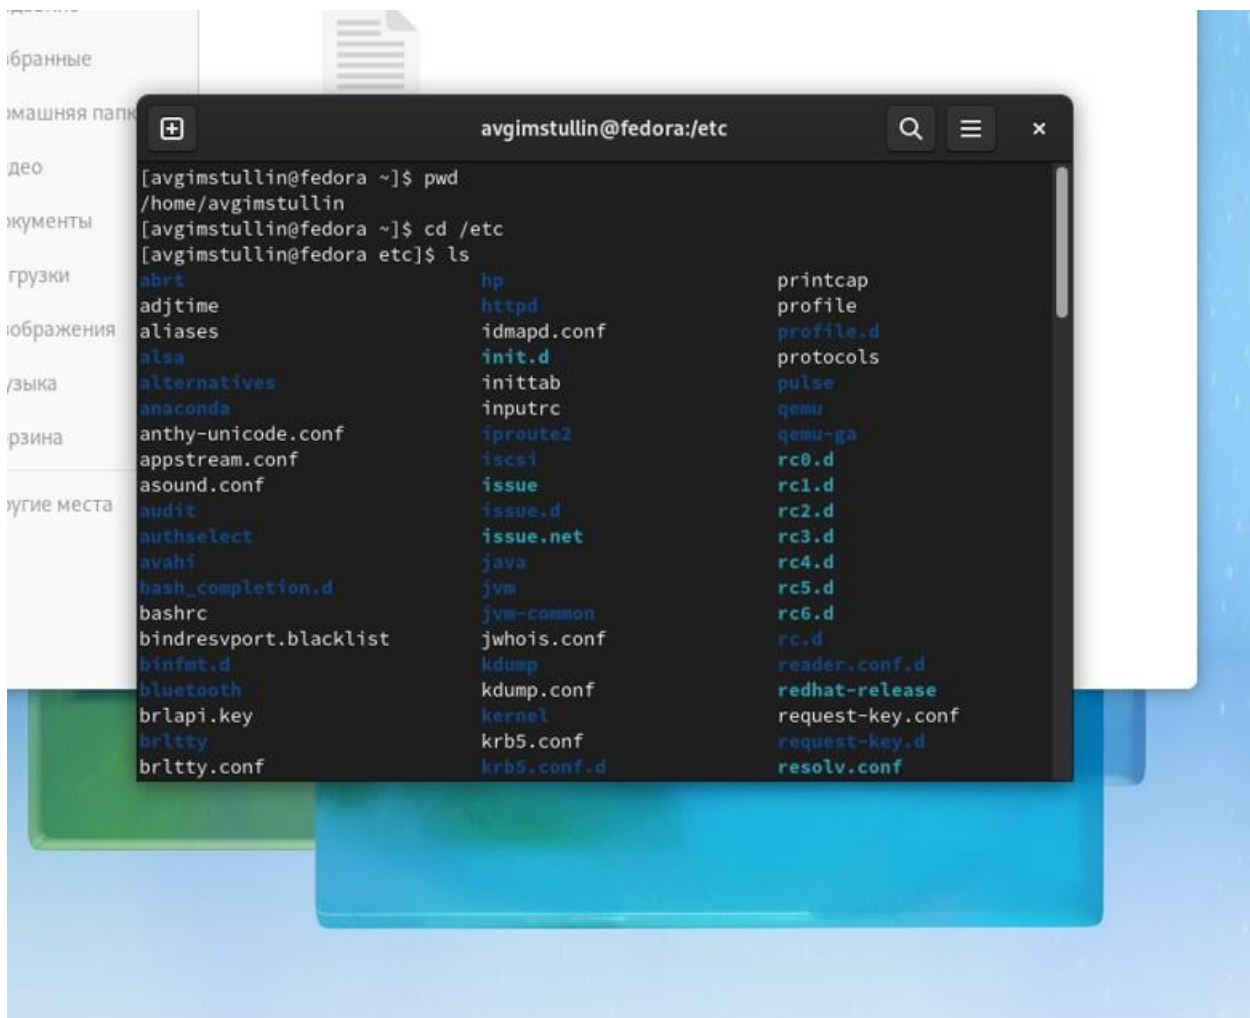 бранные
машняя папк
део
кументы
грузки
ображения
узыка
рзина
ругие места
avgimstullin@fedora:/etc
[avgimstullin@fedora ~]$ pwd
/home/avgimstullin
[avgimstullin@fedora ~]$ cd /etc
[avgimstullin@fedora etc]$ ls
abrt hp printcap
adjtime httpd profile
aliases idmapd.conf profile.d
alsa init.d protocols
alternatives inittab pulse
anaconda inputrc qemu
anthy-unicode.conf iproute2 qemu-ga
appstream.conf iscsi rc0.d
asound.conf issue rc1.d
audit issue.d rc2.d
authselect issue.net rc3.d
avahi java rc4.d
bash_completion.d jvm rc5.d
bashrc jvm-common rc6.d
bindresvport.blacklist jwhois.conf rc.d
binfmt.d kdump reader.conf.d
bluetooth kdump.conf redhat-release
brlapi.key kernel request-key.conf
brltty krb5.conf request-key.d
brltty.conf krb5.conf.d resolv.conf